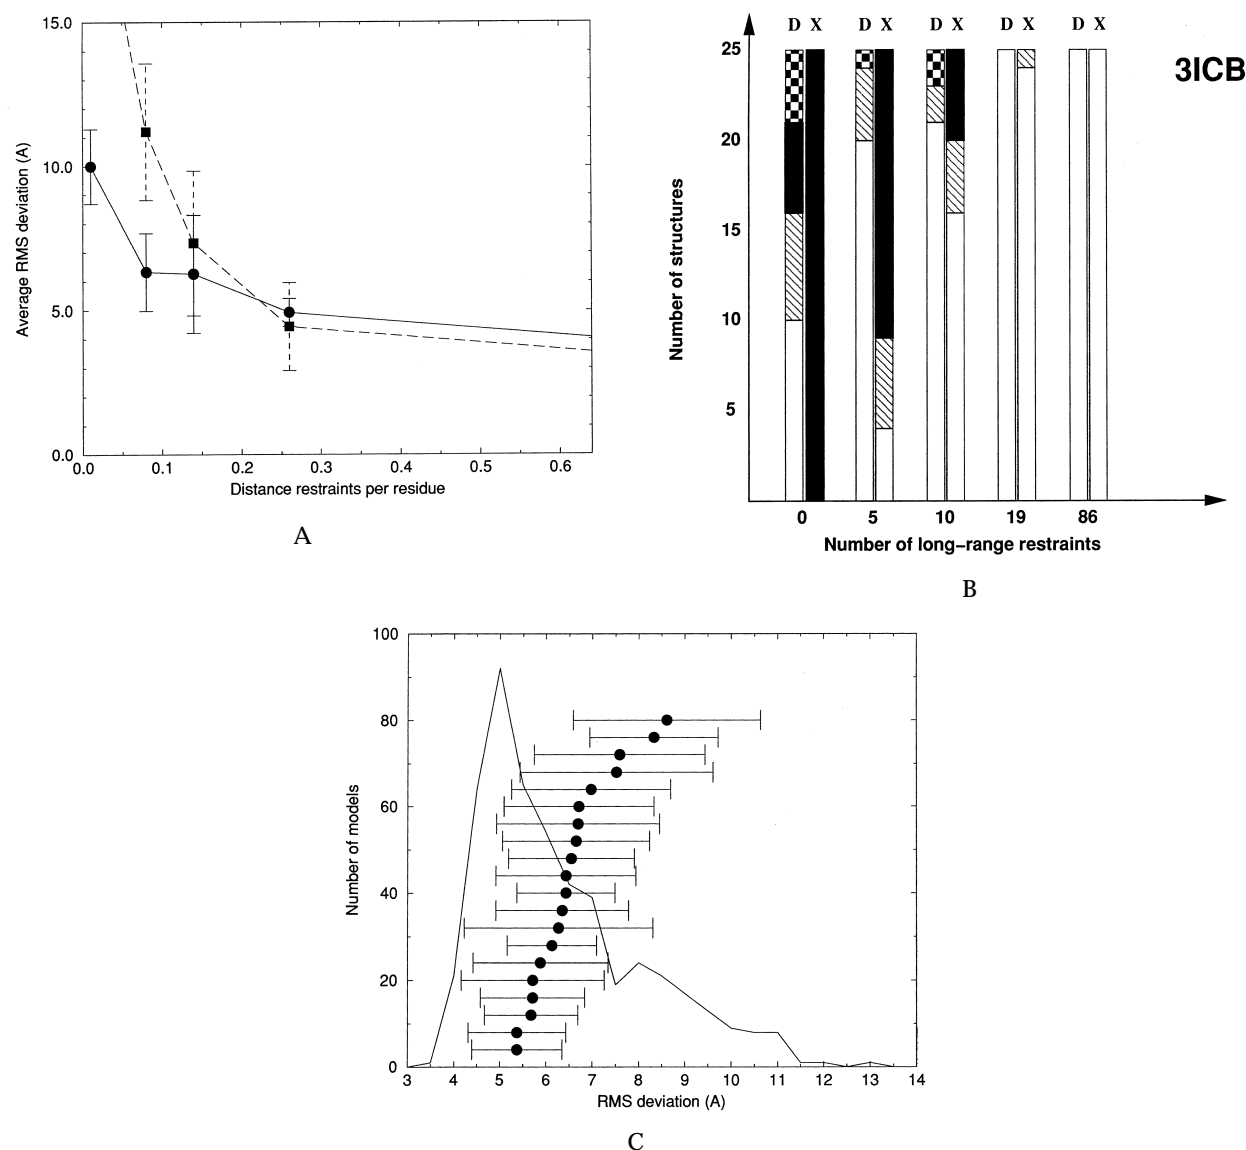 15.0
10.0
5.0
0.0
Average RMS deviation (A)
0.0 0.1 0.2 0.3 0.4 0.5 0.6
Distance restraints per residue
A
D X D X D X D X D X
3ICB
25
20
15
10
5
Number of structures
0 5 10 19 86
Number of long-range restraints
B
100
80
60
40
20
0
Number of models
3 4 5 6 7 8 9 10 11 12 13 14
RMS deviation (A)
C